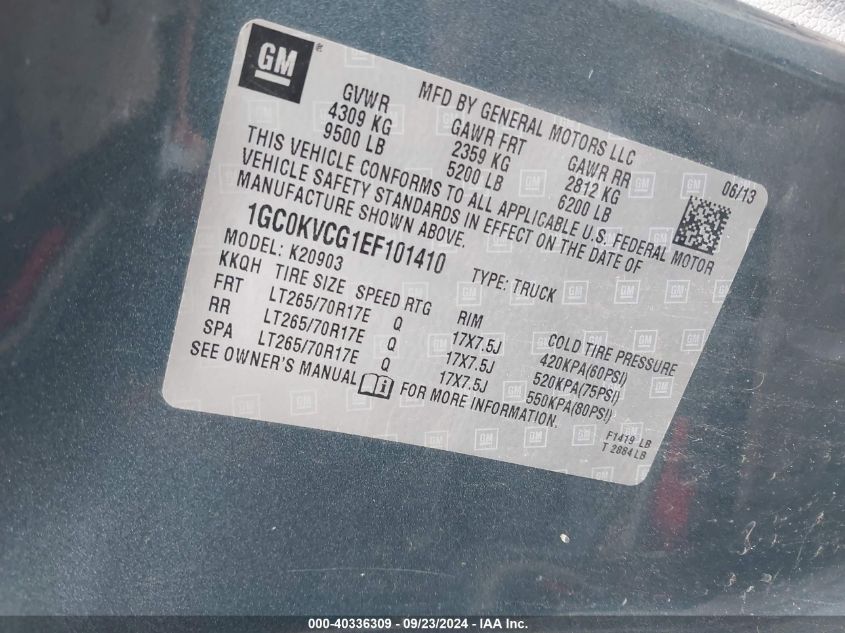 GM
®
MFD BY GENERAL MOTORS LLC
06/13
GVWR GAWR FRT GAWR RR
4309 KG 2359 KG 2812 KG
9500 LB 5200 LB 6200 LB
THIS VEHICLE CONFORMS TO ALL APPLICABLE U.S. FEDERAL MOTOR
VEHICLE SAFETY STANDARDS IN EFFECT ON THE DATE OF
MANUFACTURE SHOWN ABOVE.
1GC0KVCG1EF101410 TYPE: TRUCK
MODEL: K20903
KKQH TIRE SIZE SPEED RTG RIM COLD TIRE PRESSURE
FRT LT265/70R17E Q 17X7.5J 420KPA(60PSI)
RR LT265/70R17E Q 17X7.5J 520KPA(75PSI)
SPA LT265/70R17E Q 17X7.5J 550KPA(80PSI)
SEE OWNER'S MANUAL i FOR MORE INFORMATION.
F1419 LB
T 2884 LB
000-40336309 - 09/23/2024 - IAA Inc.